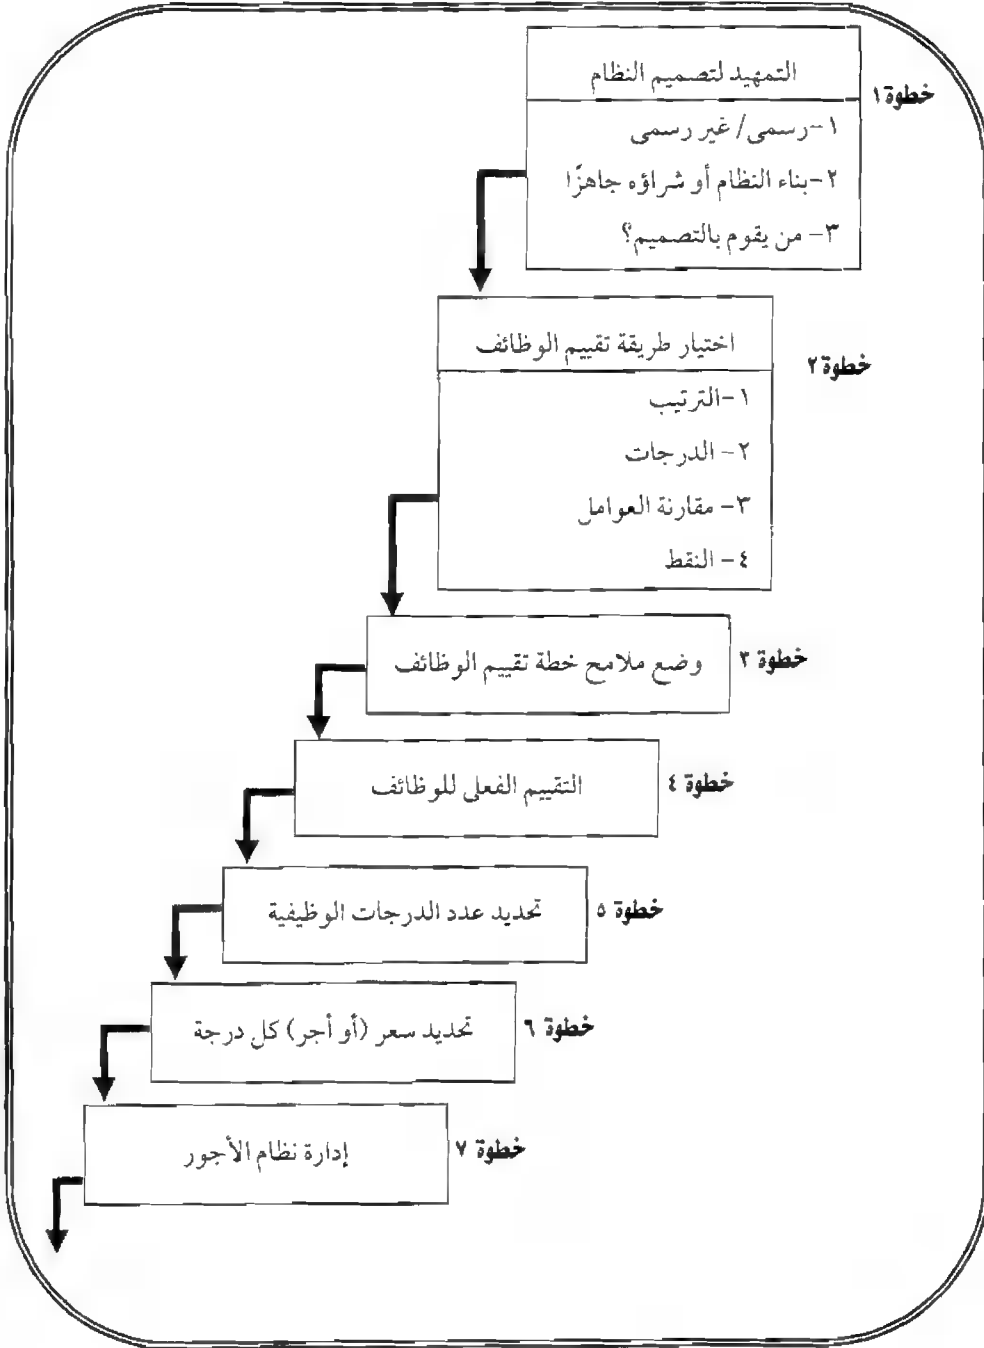 خطوة ١
التمهيد لتصميم النظام
١-رسمى/ غير رسمى
٢-بناء النظام أو شراؤه جاهزًا
٣- من يقوم بالتصميم؟
خطوة ٢
اختيار طريقة تقييم الوظائف
١-الترتيب
٢- الدرجات
٣- مقارنة العوامل
٤- النقط
خطوة ٣
وضع ملامح خطة تقييم الوظائف
خطوة ٤
التقييم الفعلى للوظائف
خطوة ٥
تحديد عدد الدرجات الوظيفية
خطوة ٦
تحديد سعر (أو أجر) كل درجة
خطوة ٧
إدارة نظام الأجور